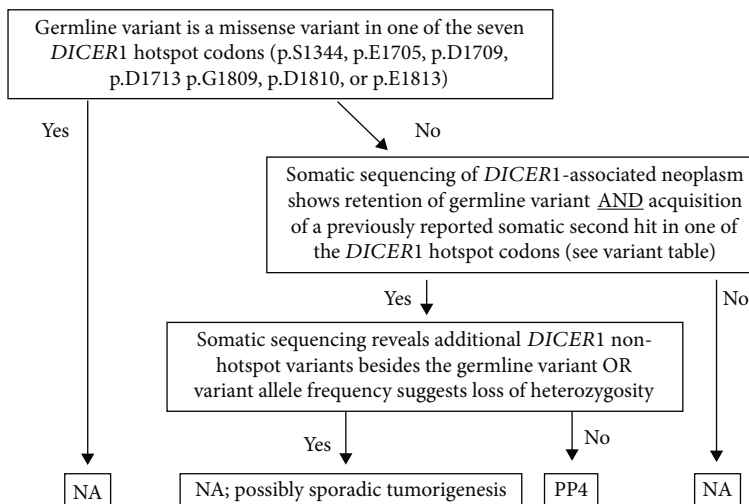 Germline variant is a missense variant in one of the seven
DICER1 hotspot codons (p.S1344, p.E1705, p.D1709,
p.D1713 p.G1809, p.D1810, or p.E1813)
Yes
No
Somatic sequencing of DICER1-associated neoplasm
shows retention of germline variant AND acquisition
of a previously reported somatic second hit in one of
the DICER1 hotspot codons (see variant table)
Yes
No
Somatic sequencing reveals additional DICER1 non-
hotspot variants besides the germline variant OR
variant allele frequency suggests loss of heterozygosity
Yes
No
NA
NA; possibly sporadic tumorigenesis
PP4
NA